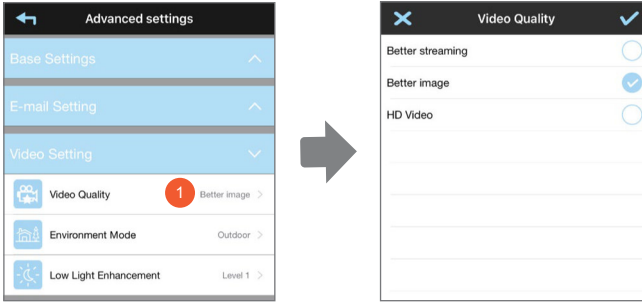 Advanced settings
Base Settings
E-mail Setting
Video Setting
Video Quality 1 Better image
Environment Mode Outdoor
Low Light Enhancement Level 1
Video Quality
Better streaming
Better image
HD Video